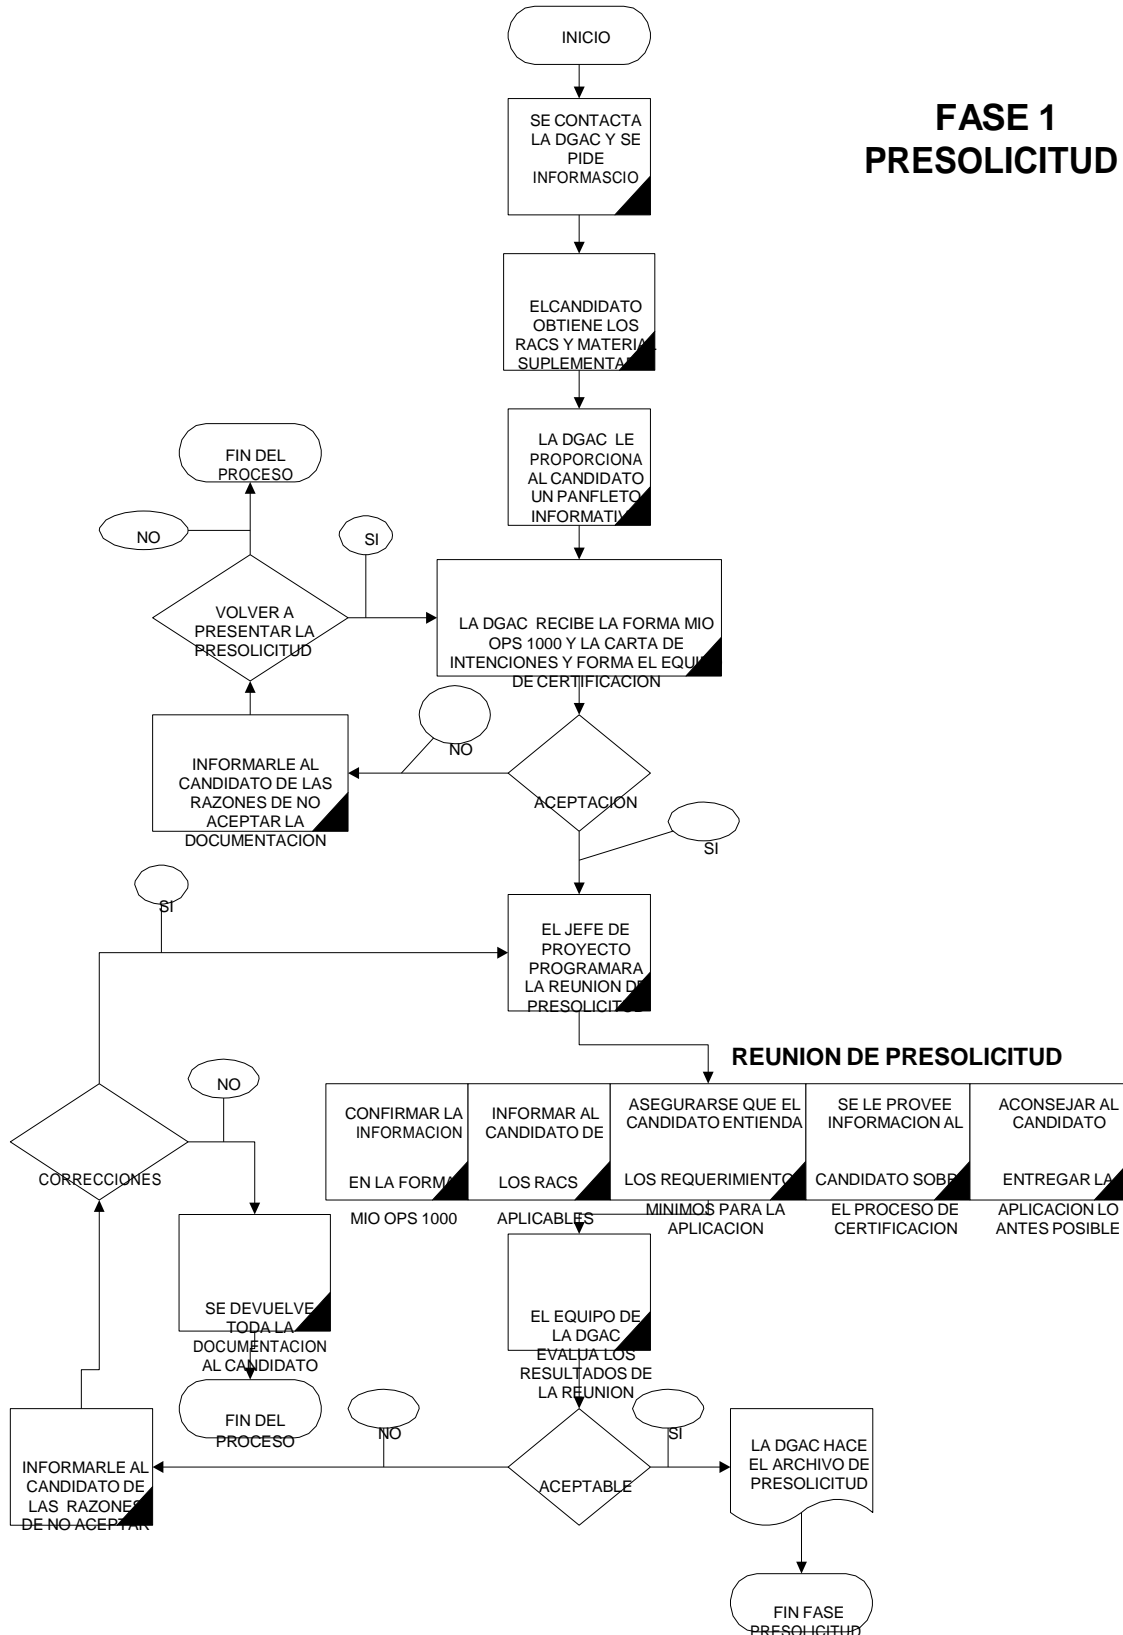 INICIO
FASE 1
PRESOLICITUD
SE CONTACTA
LA DGAC Y SE
PIDE
INFORMASCIO
ELCANDIDATO
OBTIENE LOS
RACS Y MATERIAL
SUPLEMENTA
LA DGAC LE
PROPORCIONA
AL CANDIDATO
UN PANFLETO
INFORMATIV
FIN DEL
PROCESO
NO
SI
VOLVER A
PRESENTAR LA
PRESOLICITUD
LA DGAC RECIBE LA FORMA MIO
OPS 1000 Y LA CARTA DE
INTENCIONES Y FORMA EL EQUI
DE CERTIFICACION
NO
INFORMARLE AL
CANDIDATO DE LAS
RAZONES DE NO
ACEPTAR LA
DOCUMENTACION
ACEPTACION
SI
SI
EL JEFE DE
PROYECTO
PROGRAMARA
LA REUNION DE
PRESOLICITUD
REUNION DE PRESOLICITUD
NO
CORRECCIONES
CONFIRMAR LA
INFORMACION
EN LA FORMA
MIO OPS 1000
INFORMAR AL
CANDIDATO DE
LOS RACS
APLICABLES
ASEGURARSE QUE EL
CANDIDATO ENTIENDA
LOS REQUERIMIENTO
MINIMOS PARA LA
APLICACION
SE LE PROVEE
INFORMACION AL
CANDIDATO SOBRE
EL PROCESO DE
CERTIFICACION
ACONSEJAR AL
CANDIDATO
ENTREGAR LA
APLICACION LO
ANTES POSIBLE
SE DEVUELVE
TODA LA
DOCUMENTACION
AL CANDIDATO
FIN DEL
PROCESO
EL EQUIPO DE
LA DGAC
EVALUA LOS
RESULTADOS DE
LA REUNION
NO
SI
INFORMARLE AL
CANDIDATO DE
LAS RAZONES
DE NO ACEPTAR
ACEPTABLE
LA DGAC HACE
EL ARCHIVO DE
PRESOLICITUD
FIN FASE
PRESOLICITUD